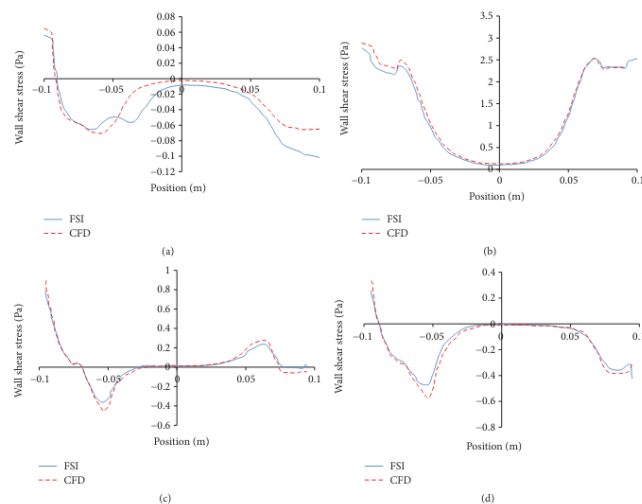 0.08
0.06
0.04
0.02
0
−0.02
−0.04
−0.06
−0.08
−0.1
−0.12
−0.1
−0.05
0.05
0.1
Wall shear stress (Pa)
Position (m)
FSI
CFD
(a)
3.5
3
2.5
2
1.5
1
0.5
0
−0.1
−0.05
0
0.05
0.1
Wall shear stress (Pa)
Position (m)
FSI
CFD
(b)
1
0.8
0.6
0.4
0.2
0
−0.2
−0.4
−0.6
−0.1
−0.05
0
0.05
0.1
Wall shear stress (Pa)
Position (m)
FSI
CFD
(c)
0.4
0.2
0
−0.2
−0.4
−0.6
−0.8
−0.1
−0.05
0
0.05
0.1
Wall shear stress (Pa)
Position (m)
FSI
CFD
(d)